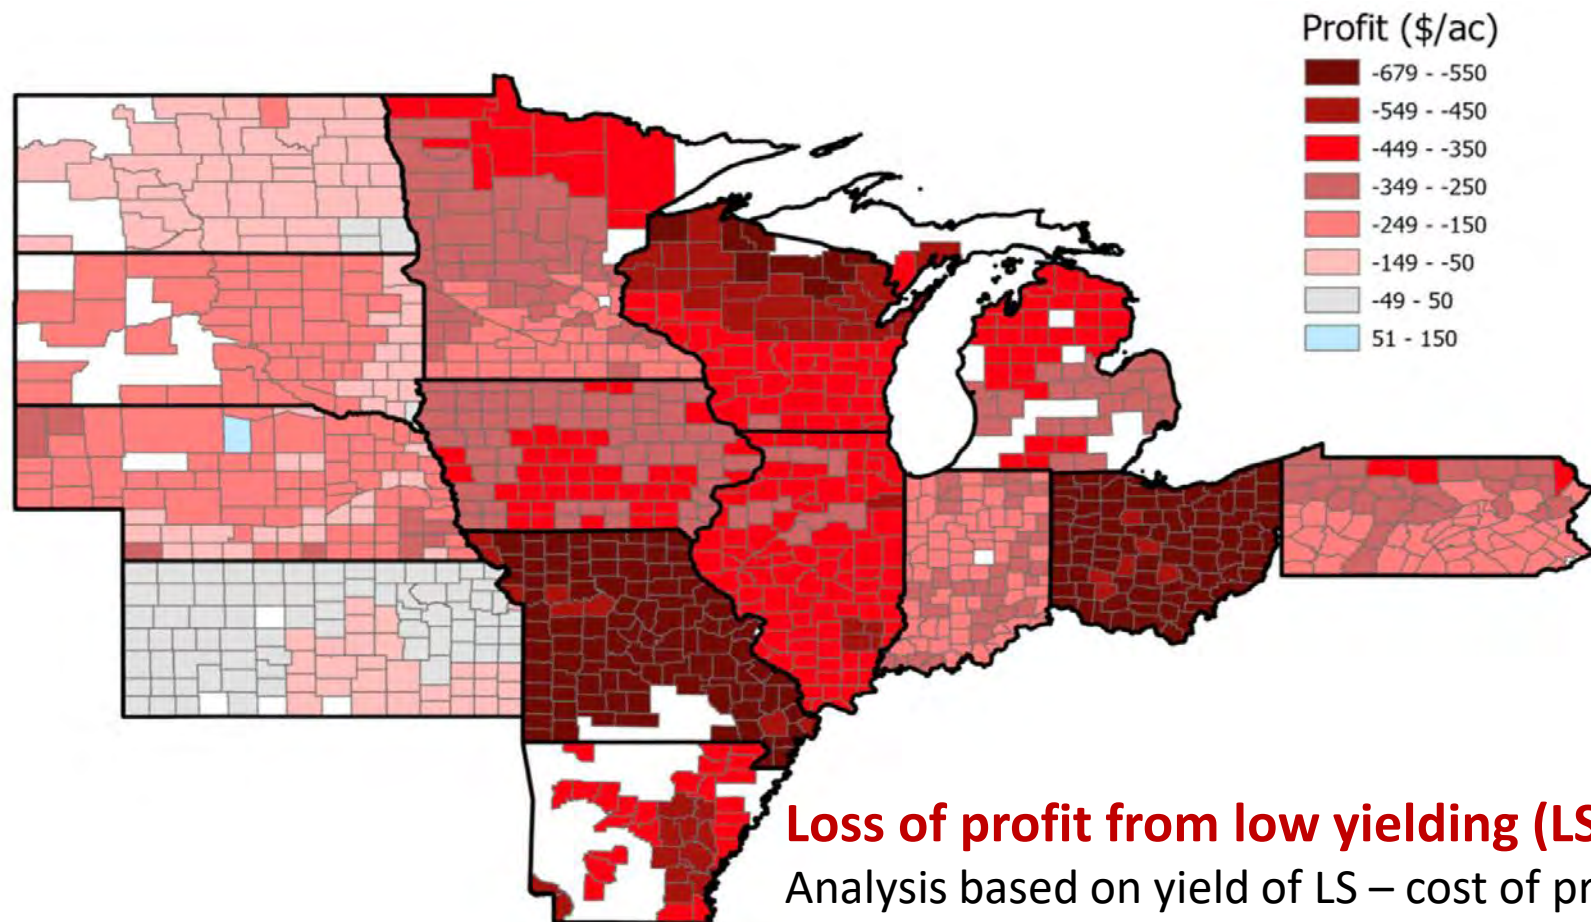 Profit ($/ac)
-679 - -550
-549 - -450
-449 - -350
-349 - -250
-249 - -150
-149 - -50
-49 - 50
51 - 150
Loss of profit from low yielding (LS
Analysis based on yield of LS – cost of pr